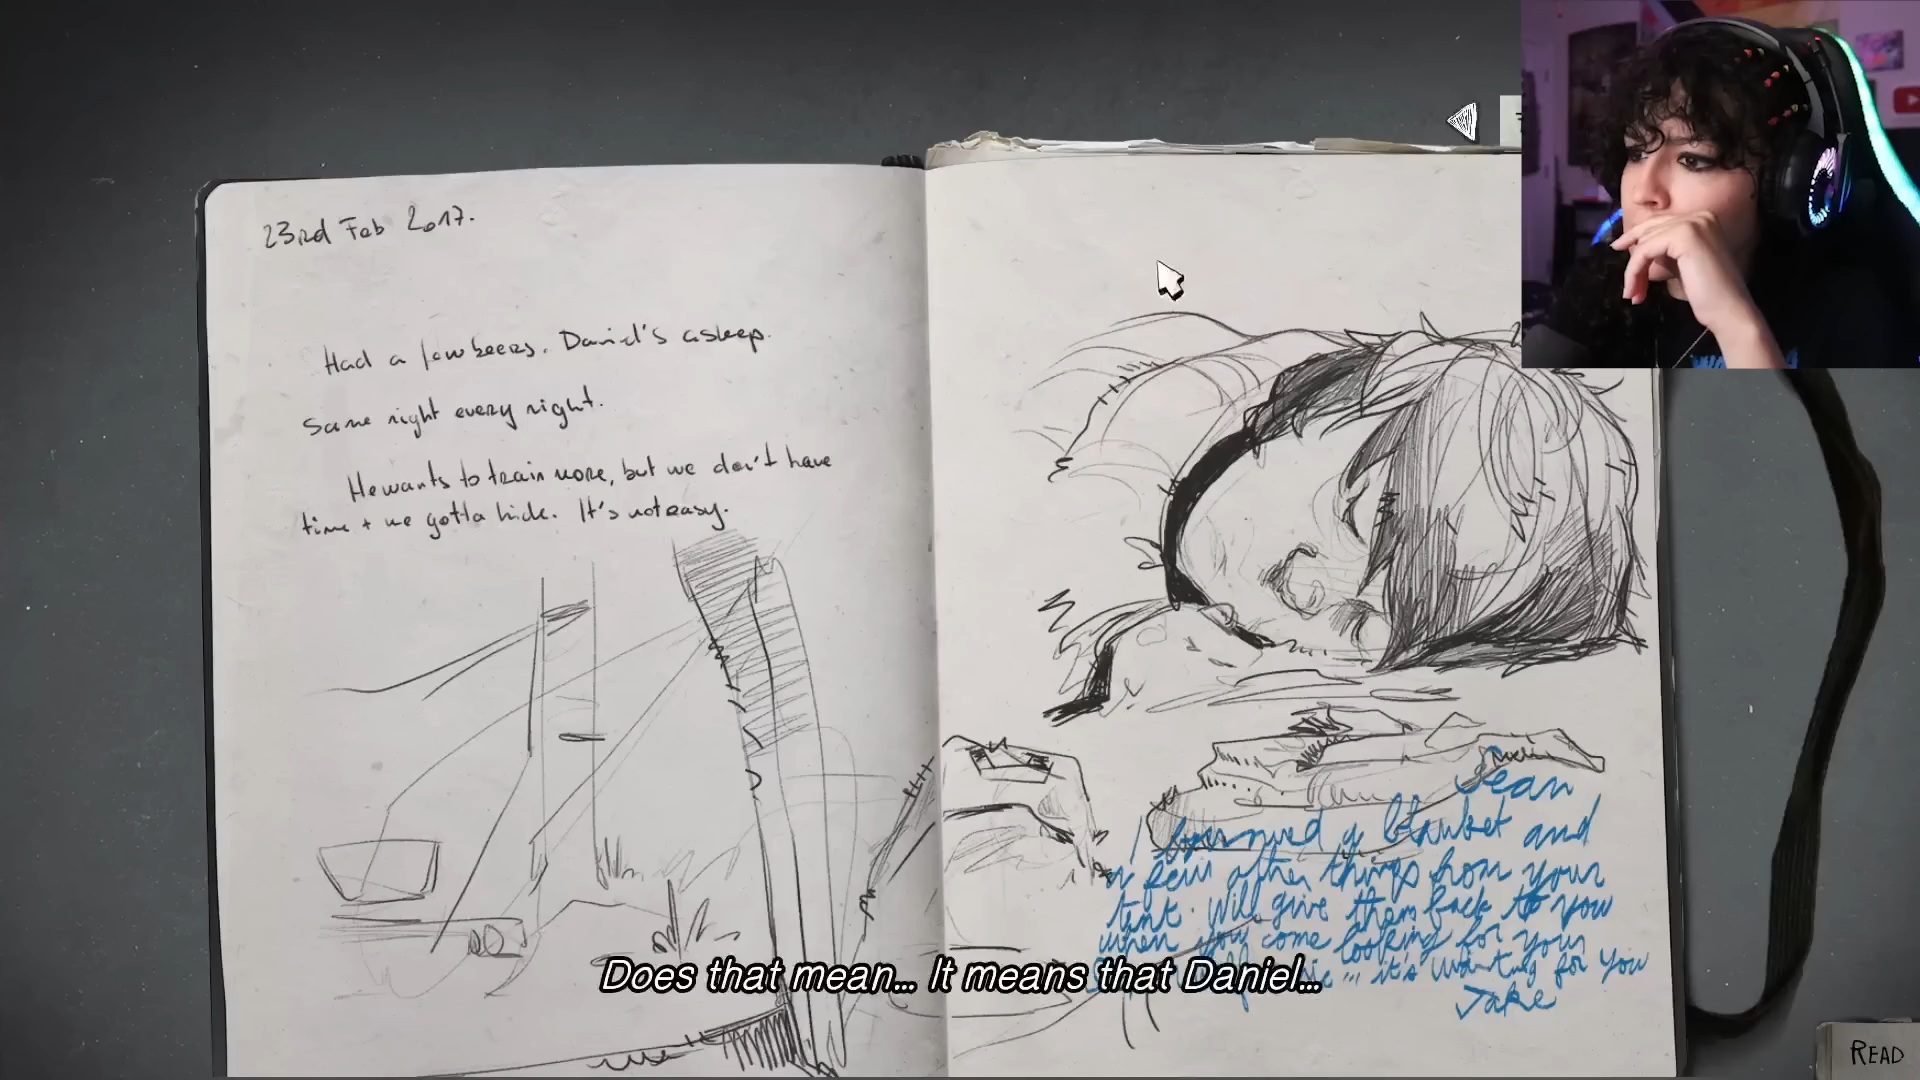 23rd Feb 2017.
Had a few beers. Daniel's asleep.
Same night every night.
He wants to train more, but we don't have
time + we gotta hide. It's not easy.
Sean
I borrowed a blanket and
a few other things from your
tent. Will give them back to you
when you come looking for your
it's waiting for you
Jake
Does that mean... It means that Daniel...
READ